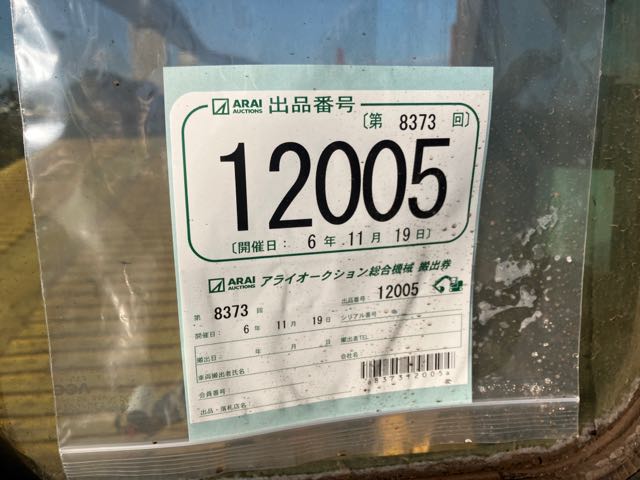 ARAI AUCTIONS 出品番号
〔第 8373 回〕
12005
〔開催日： 6 年 11 月 19 日〕
ARAI AUCTIONS アライオークション総合機械 搬出券
第 8373 回 出品番号： 12005
開催日： 6 年 11 月 19 日 シリアル番号：
搬出日： 年 月 日 搬出者TEL：
車両搬出者氏名： 会社名：
会員番号：
出品・落札店名：
a837312005a